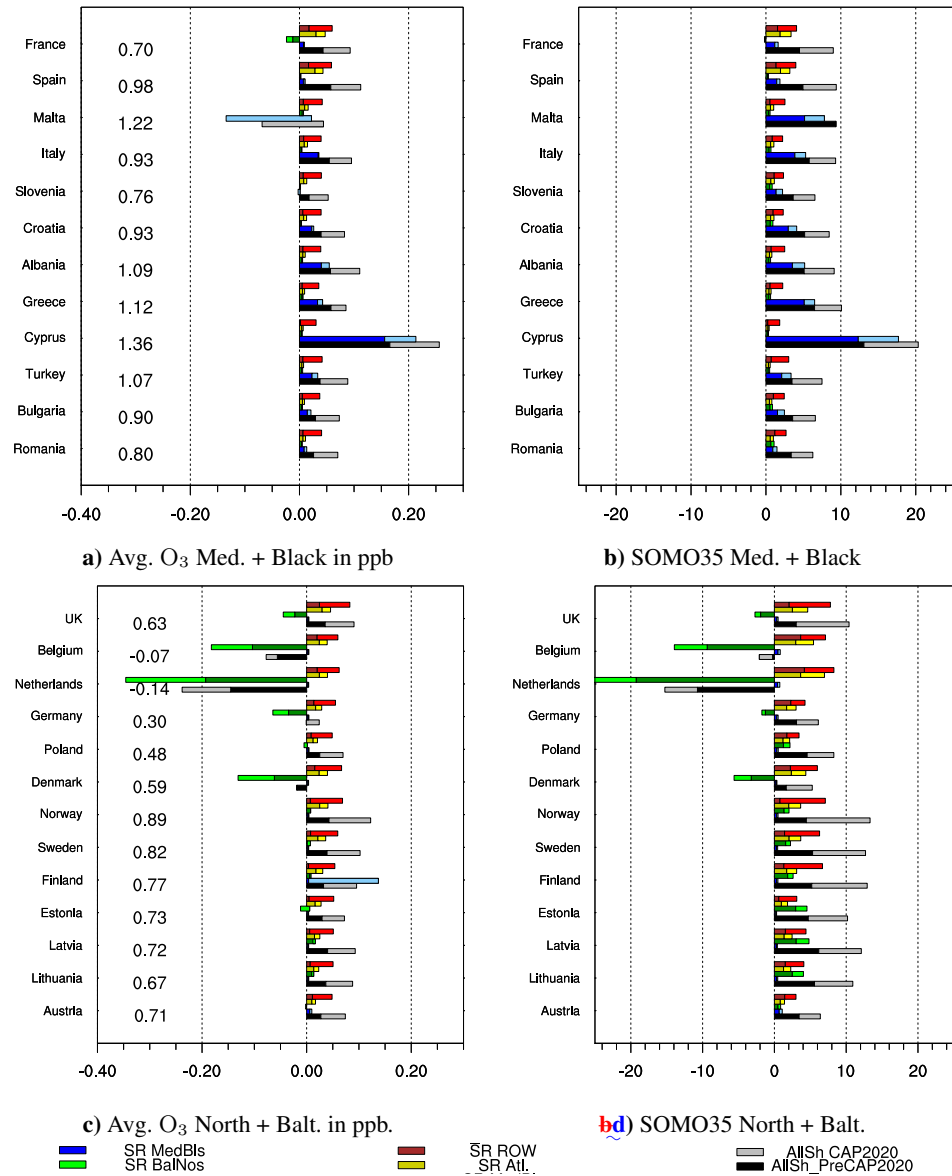 France
0.70
Spain
0.98
Malta
1.22
Italy
0.93
Slovenia
0.76
Croatia
0.93
Albania
1.09
Greece
1.12
Cyprus
1.36
Turkey
1.07
Bulgaria
0.90
Romania
0.80
-0.40 -0.20 0.00 0.20
a) Avg. O3 Med. + Black in ppb
France
Spain
Malta
Italy
Slovenia
Croatia
Albania
Greece
Cyprus
Turkey
Bulgaria
Romania
-20 -10 0 10 20
b) SOMO35 Med. + Black
UK
0.63
Belgium
-0.07
Netherlands
-0.14
Germany
0.30
Poland
0.48
Denmark
0.59
Norway
0.89
Sweden
0.82
Finland
0.77
Estonia
0.73
Latvia
0.72
Lithuania
0.67
Austria
0.71
-0.40 -0.20 0.00 0.20
c) Avg. O3 North + Balt. in ppb.
UK
Belgium
Netherlands
Germany
Poland
Denmark
Norway
Sweden
Finland
Estonia
Latvia
Lithuania
Austria
-20 -10 0 10 20
bd) SOMO35 North + Balt.
SR MedBls
SR BalNos
SR ROW
SR Atl.
AllSh CAP2020
AllSh_PreCAP2020